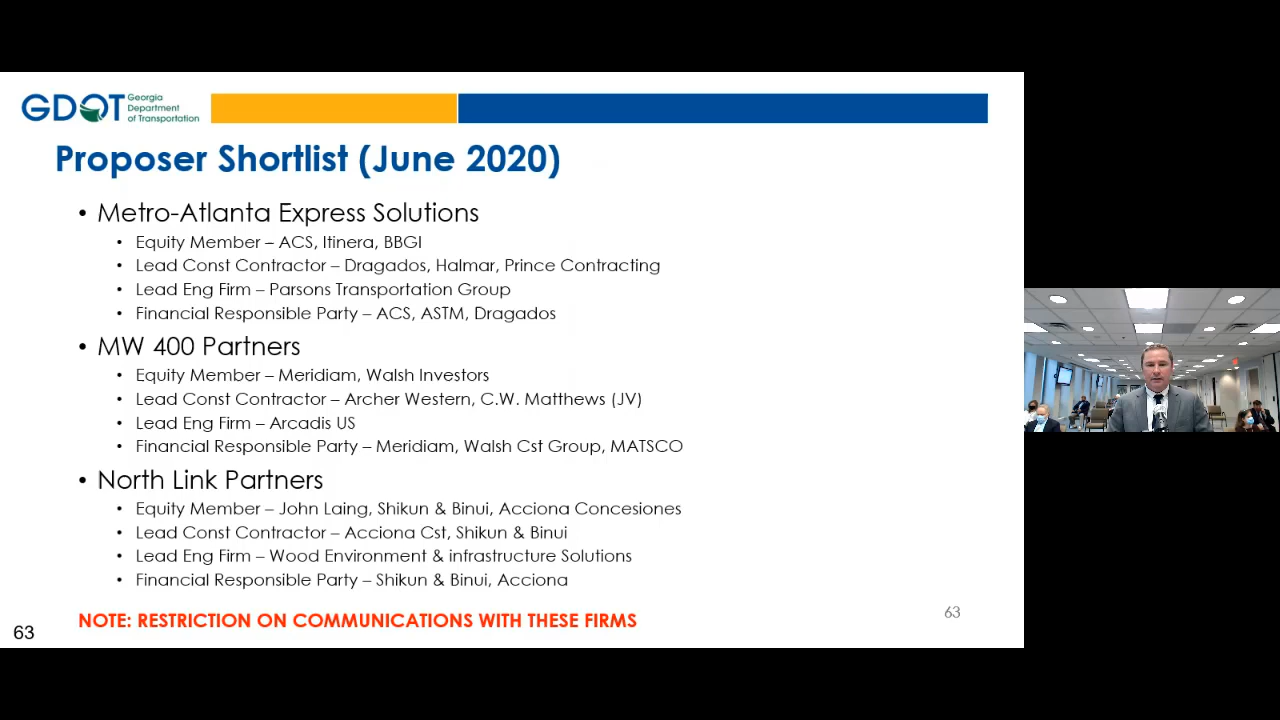 GDOT
Georgia
Department
of Transportation
Proposer Shortlist (June 2020)
• Metro-Atlanta Express Solutions
• Equity Member – ACS, Itinera, BBGI
• Lead Const Contractor – Dragados, Halmar, Prince Contracting
• Lead Eng Firm – Parsons Transportation Group
• Financial Responsible Party – ACS, ASTM, Dragados
• MW 400 Partners
• Equity Member – Meridiam, Walsh Investors
• Lead Const Contractor – Archer Western, C.W. Matthews (JV)
• Lead Eng Firm – Arcadis US
• Financial Responsible Party – Meridiam, Walsh Cst Group, MATSCO
• North Link Partners
• Equity Member – John Laing, Shikun & Binui, Acciona Concesiones
• Lead Const Contractor – Acciona Cst, Shikun & Binui
• Lead Eng Firm – Wood Environment & infrastructure Solutions
• Financial Responsible Party – Shikun & Binui, Acciona
NOTE: RESTRICTION ON COMMUNICATIONS WITH THESE FIRMS
63
63